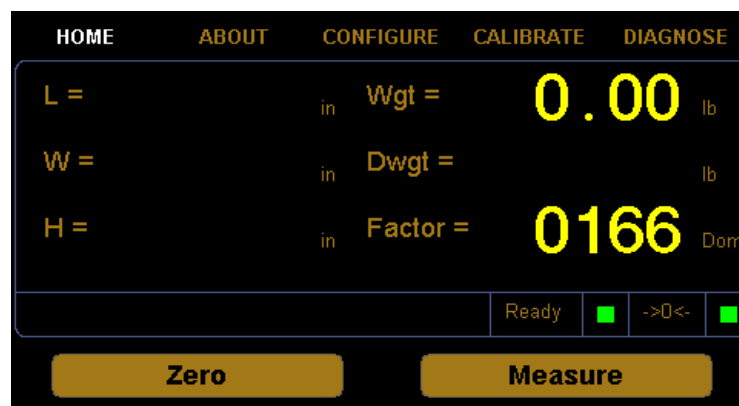 HOME ABOUT CONFIGURE CALIBRATE DIAGNOSE
L = in Wgt = 0.00 lb
W = in Dwgt = lb
H = in Factor = 0166 Dom
Ready ->0<-
Zero Measure